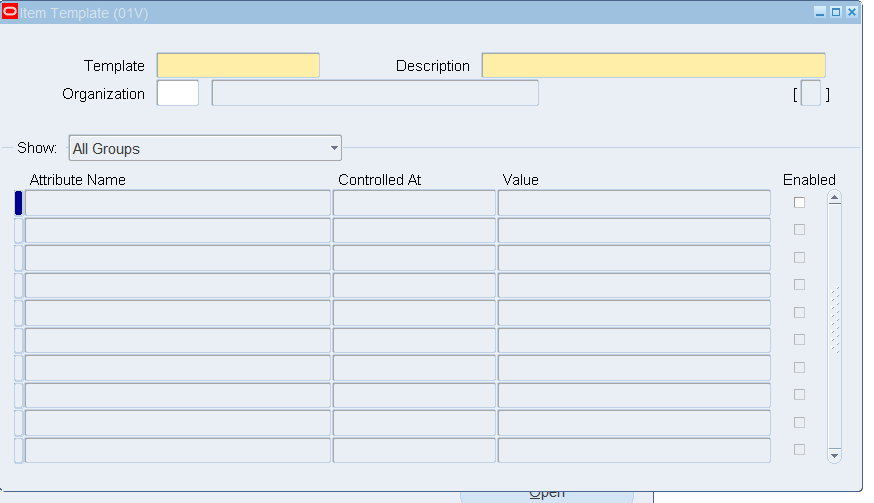 Item Template (01V)
Template Description
Organization [ ]
Show: All Groups
Attribute Name Controlled At Value Enabled
Open